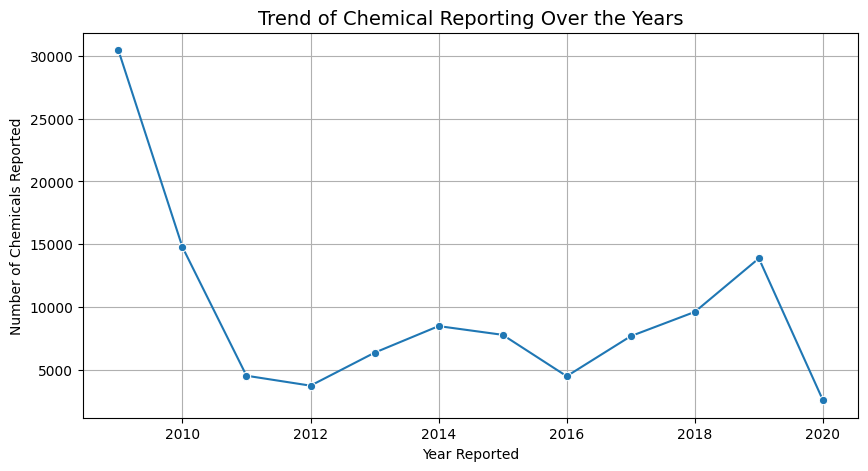 Trend of Chemical Reporting Over the Years
Number of Chemicals Reported
30000
25000
20000
15000
10000
5000
2010 2012 2014 2016 2018 2020
Year Reported